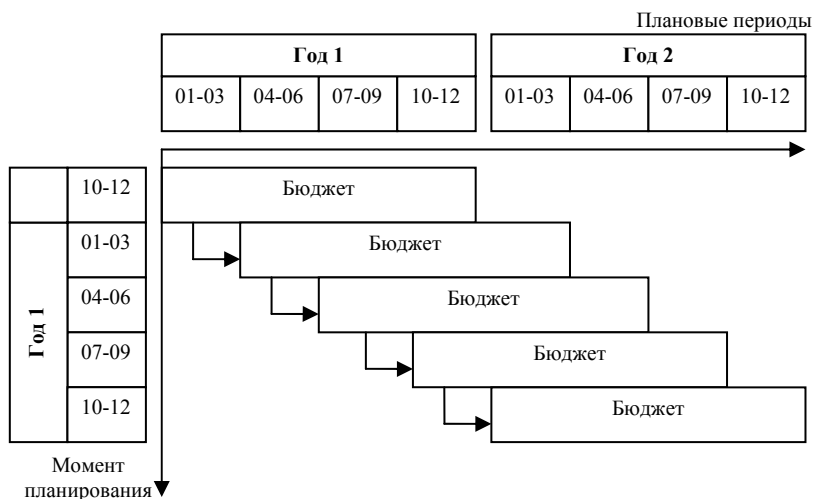 Плановые периоды
Год 1 Год 2
01-03 04-06 07-09 10-12 01-03 04-06 07-09 10-12
10-12 Бюджет
Год 1
01-03 Бюджет
04-06 Бюджет
07-09 Бюджет
10-12 Бюджет
Момент
планирования